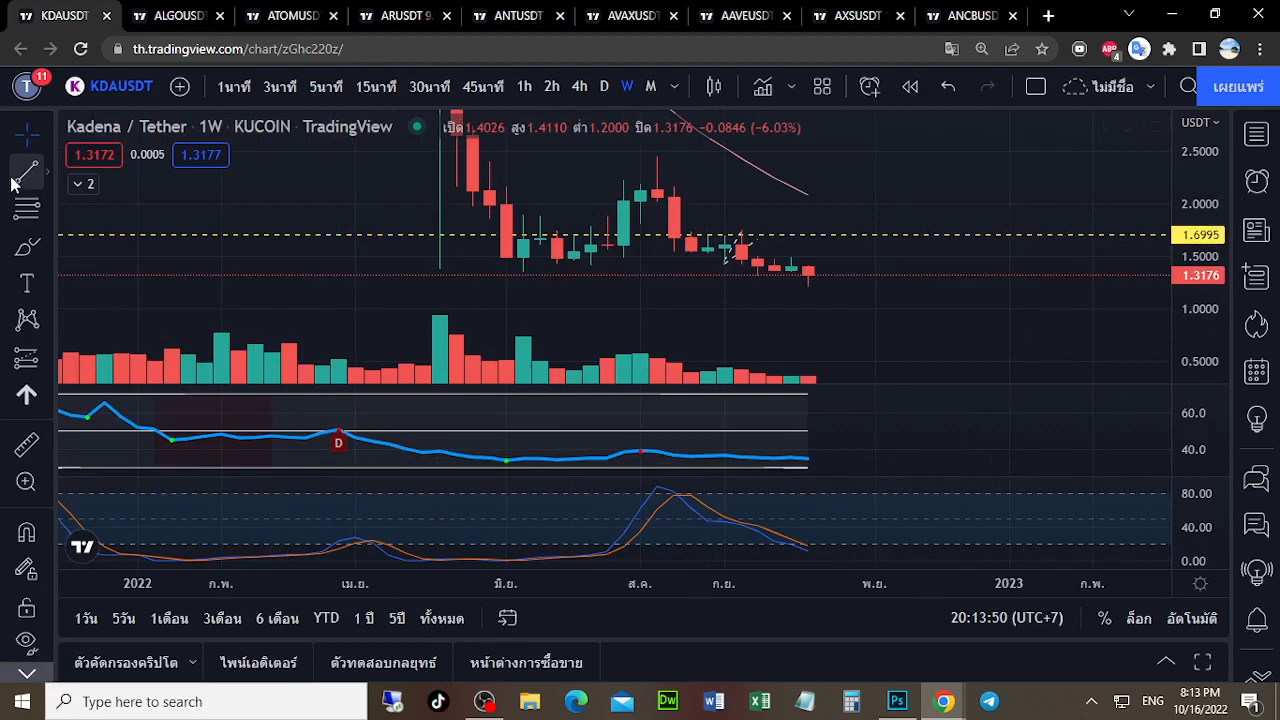 KDAUSDT
ALGOUSDT
ATOMUSD
ARUSDT 9.
ANTUSDT
AVAXUSDT
AAVEUSDT
AXSUSDT
ANCBUSD
th.tradingview.com/chart/zGhc220z/
ABP 4
T 11
KDAUSDT
1นาที 3นาที 5นาที 15นาที 30นาที 45นาที 1h 2h 4h D W M
ไม่มีชื่อ
เผยแพร่
Kadena / Tether · 1W · KUCOIN · TradingView
เปิด1.4026 สูง1.4110 ต่ำ1.2000 ปิด1.3176 -0.0846 (-6.03%)
USDT
1.3172 0.0005 1.3177
2
2.5000
2.0000
1.6995
1.5000
1.3176
1.0000
0.5000
60.0
D
40.0
80.00
40.00
0.00
2022 ก.พ. เม.ย. มิ.ย. ส.ค. ก.ย. พ.ย. 2023 ก.พ.
1วัน 5วัน 1เดือน 3เดือน 6 เดือน YTD 1 ปี 5ปี ทั้งหมด
20:13:50 (UTC+7) % ล็อก อัตโนมัติ
ตัวคัดกรองคริปโต ไพน์เอดิเตอร์ ตัวทดสอบกลยุทธ์ หน้าต่างการซื้อขาย
Type here to search
Dw
Ps
ENG
8:13 PM
10/16/2022
1